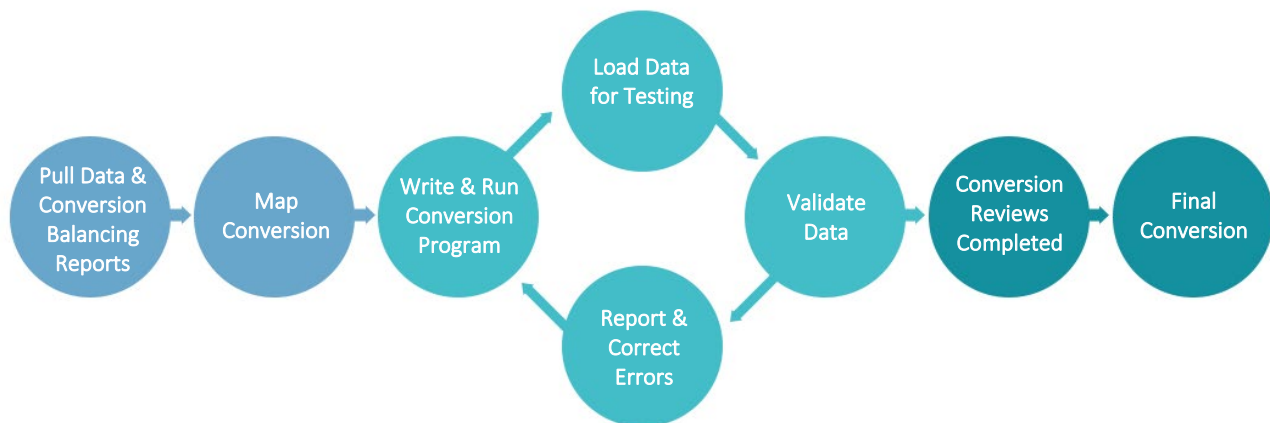 Pull Data &
Conversion
Balancing
Reports
Map
Conversion
Write & Run
Conversion
Program
Load Data
for Testing
Validate
Data
Report &
Correct
Errors
Conversion
Reviews
Completed
Final
Conversion